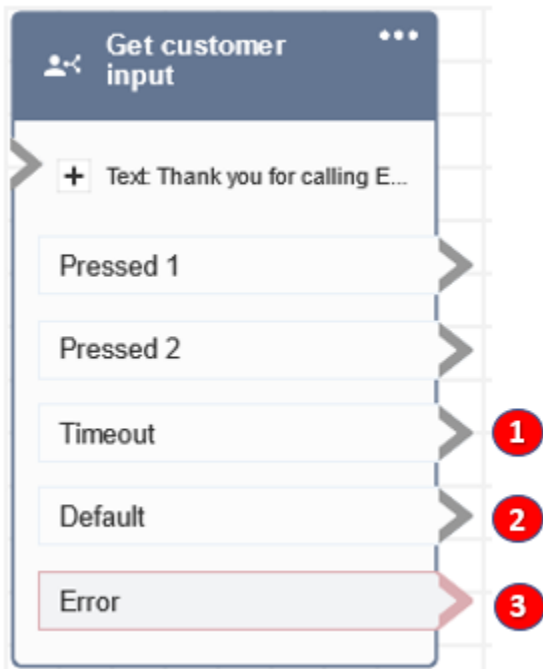 Get customer
input
Text: Thank you for calling E...
Pressed 1
Pressed 2
Timeout
1
Default
2
Error
3